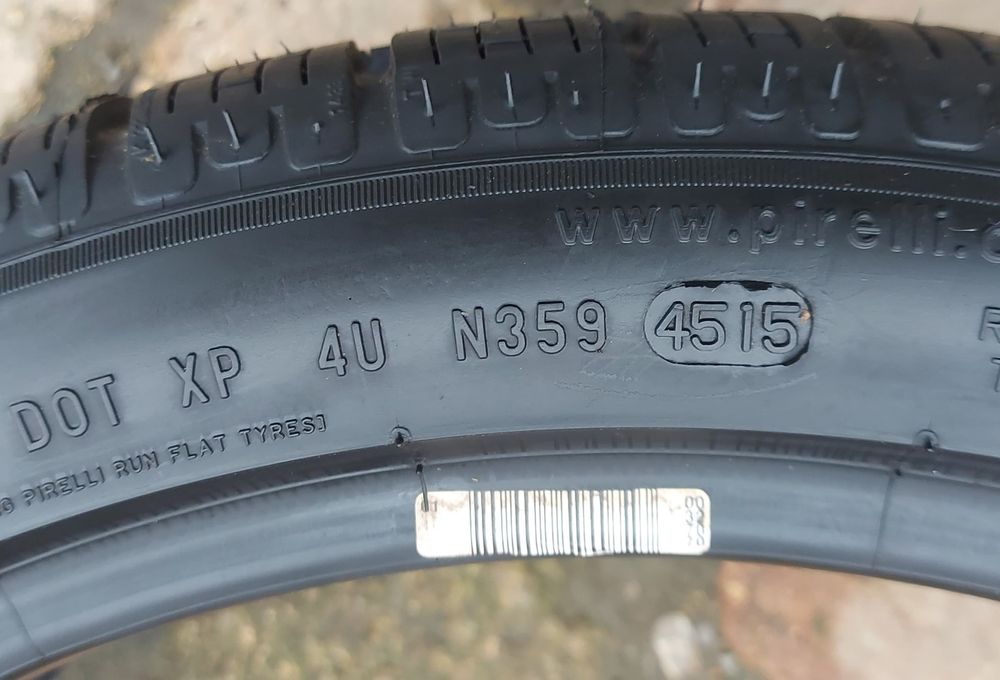 www.pirelli.c
DOT XP 4U N359 4515
G PIRELLI RUN FLAT TYRES]